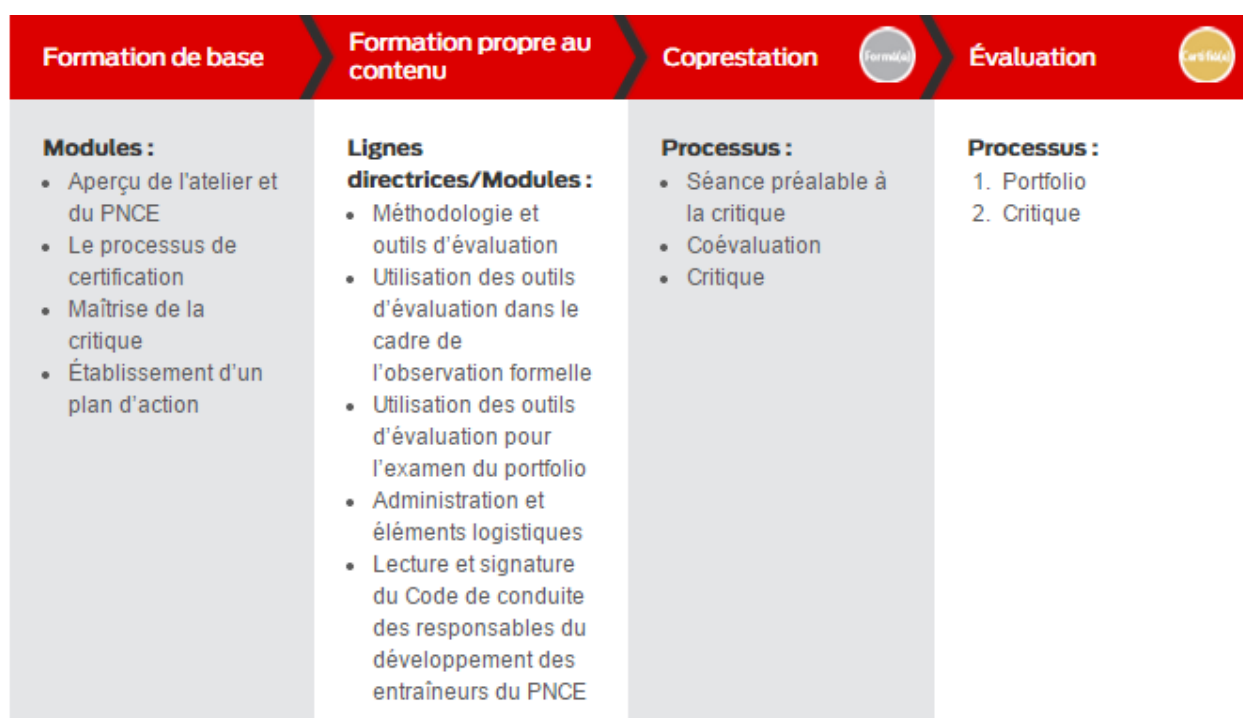 Formation de base
Formation propre au
contenu
Coprestation
Formé(e)
Évaluation
Certifié(e)
Modules :
• Aperçu de l'atelier et
du PNCE
• Le processus de
certification
• Maîtrise de la
critique
• Établissement d’un
plan d’action
Lignes
directrices/Modules :
• Méthodologie et
outils d’évaluation
• Utilisation des outils
d’évaluation dans le
cadre de
l’observation formelle
• Utilisation des outils
d’évaluation pour
l’examen du portfolio
• Administration et
éléments logistiques
• Lecture et signature
du Code de conduite
des responsables du
développement des
entraîneurs du PNCE
Processus :
• Séance préalable à
la critique
• Coévaluation
• Critique
Processus :
1. Portfolio
2. Critique